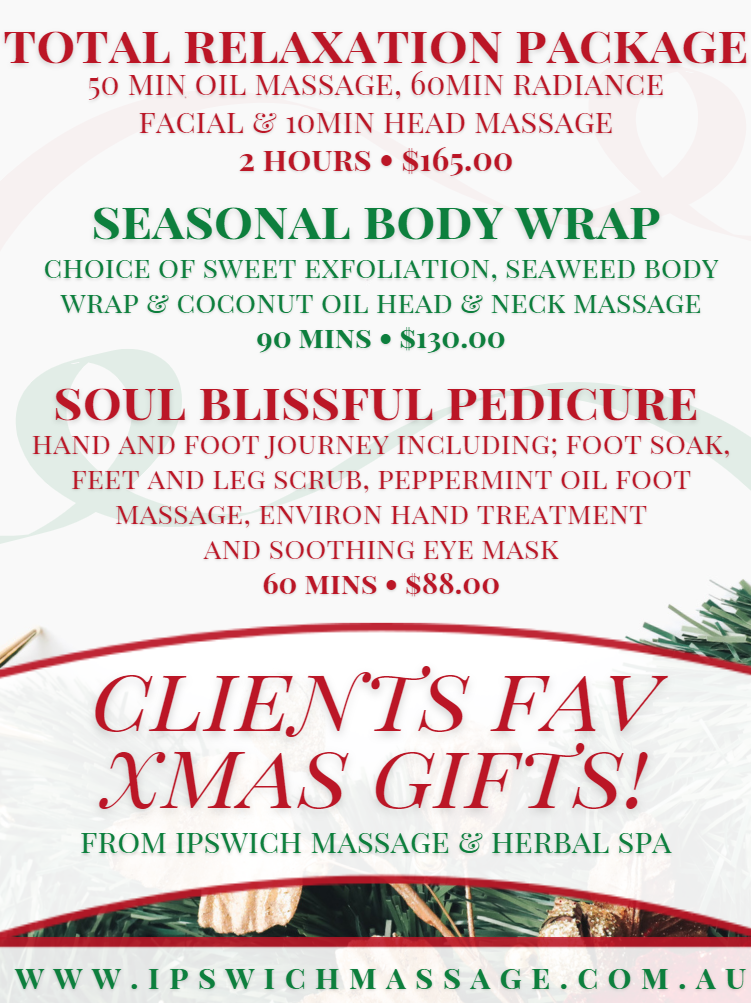 TOTAL RELAXATION PACKAGE
50 MIN OIL MASSAGE, 60MIN RADIANCE
FACIAL & 10MIN HEAD MASSAGE
2 HOURS • $165.00
SEASONAL BODY WRAP
CHOICE OF SWEET EXFOLIATION, SEAWEED BODY
WRAP & COCONUT OIL HEAD & NECK MASSAGE
90 MINS • $130.00
SOUL BLISSFUL PEDICURE
HAND AND FOOT JOURNEY INCLUDING; FOOT SOAK,
FEET AND LEG SCRUB, PEPPERMINT OIL FOOT
MASSAGE, ENVIRON HAND TREATMENT
AND SOOTHING EYE MASK
60 MINS • $88.00
CLIENTS FAV
XMAS GIFTS!
FROM IPSWICH MASSAGE & HERBAL SPA
WWW.IPSWICHMASSAGE.COM.AU